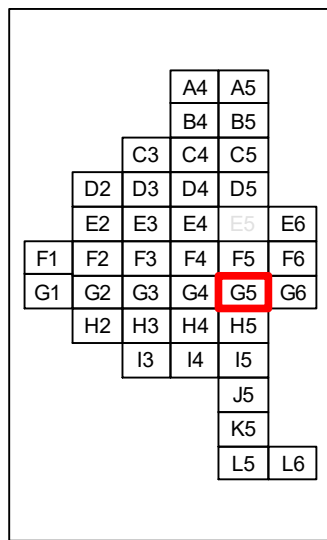 A4 A5
B4 B5
C3 C4 C5
D2 D3 D4 D5
E2 E3 E4 E5 E6
F1 F2 F3 F4 F5 F6
G1 G2 G3 G4 G5 G6
H2 H3 H4 H5
I3 I4 I5
J5
K5
L5 L6